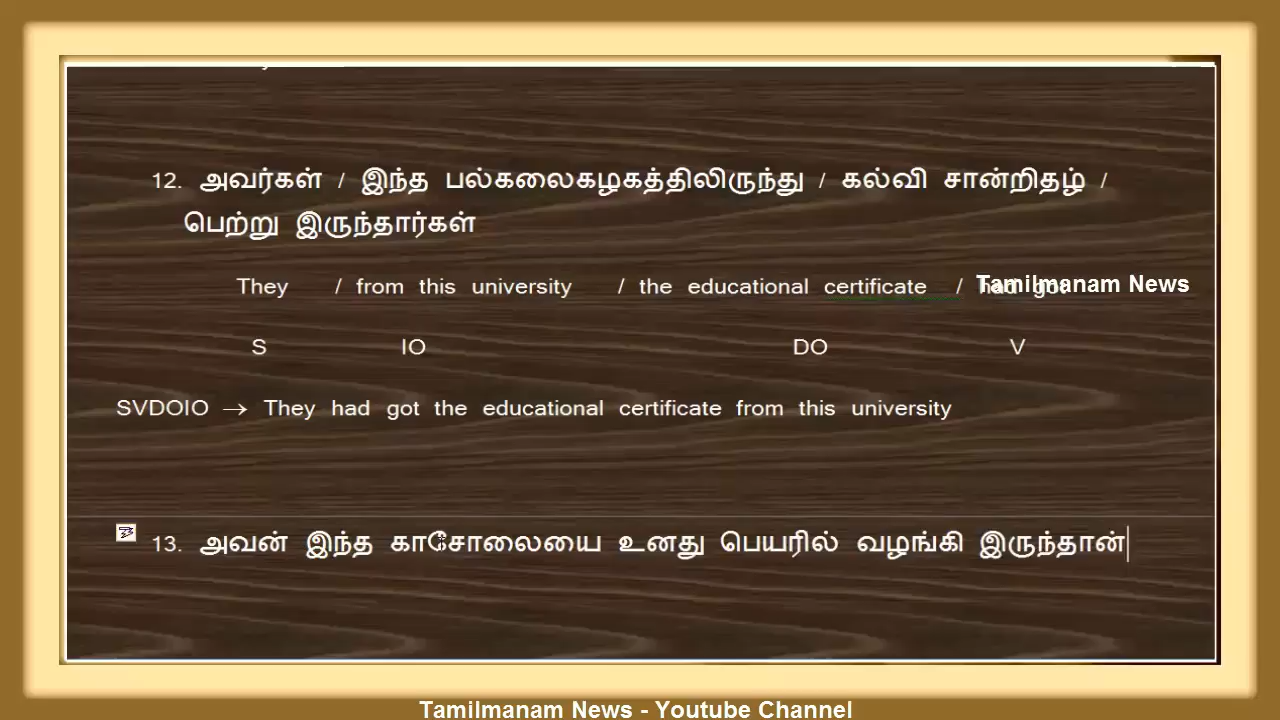 12. அவர்கள் / இந்த பல்கலைகழகத்திலிருந்து / கல்வி சான்றிதழ் /
பெற்று இருந்தார்கள்
They / from this university / the educational certificate / had got
Tamilmanam News
S IO DO V
SVDOIO → They had got the educational certificate from this university
13. அவன் இந்த காசோலையை உனது பெயரில் வழங்கி இருந்தான்
Tamilmanam News - Youtube Channel